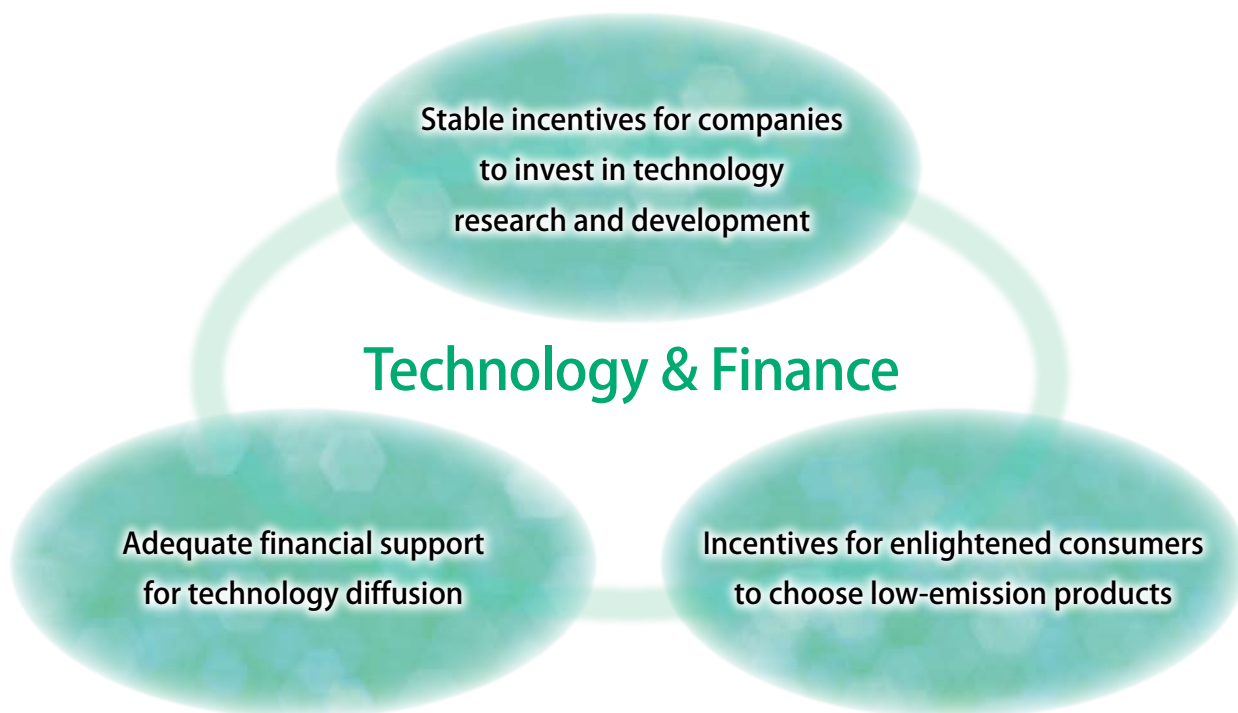 Stable incentives for companies
to invest in technology
research and development
Technology & Finance
Adequate financial support
for technology diffusion
Incentives for enlightened consumers
to choose low-emission products